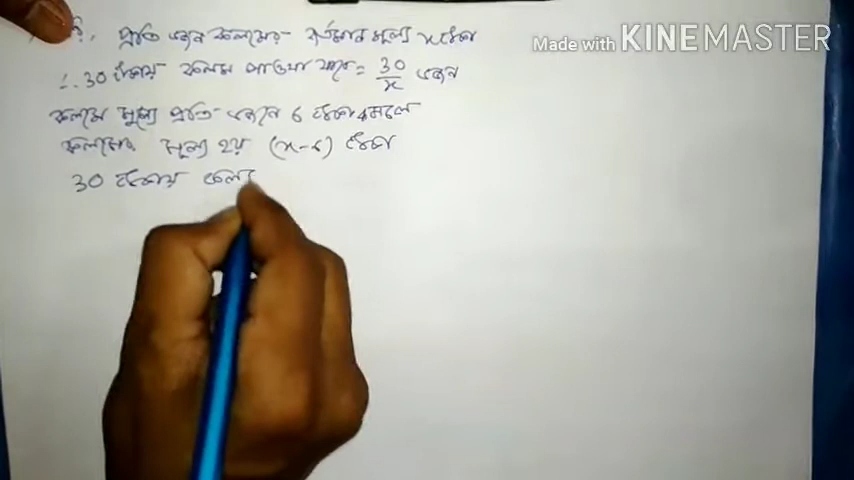 Made with KINEMASTER
প্রতি ডজন কলমের বর্তমান মূল্য x টাকা
∴ 30 টাকায় কলম পাওয়া যাবে = 30/x ডজন
কলমের মূল্য প্রতি ডজনে 6 টাকা কমলে
কলমের মূল্য হয় (x-6) টাকা
30 টাকায় কলম